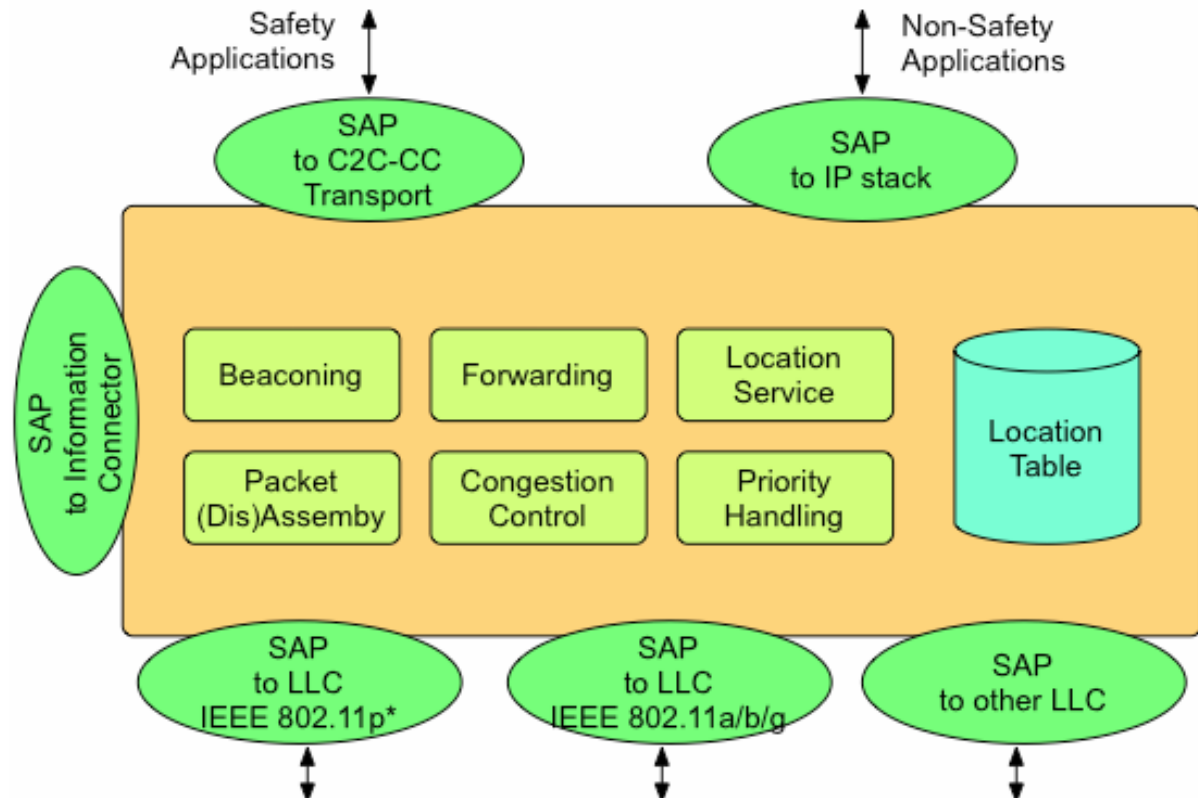 Safety
Applications
Non-Safety
Applications
SAP
to C2C-CC
Transport
SAP
to IP stack
SAP
to Information
Connector
Beaconing
Forwarding
Location
Service
Packet
(Dis)Assemby
Congestion
Control
Priority
Handling
Location
Table
SAP
to LLC
IEEE 802.11p*
SAP
to LLC
IEEE 802.11a/b/g
SAP
to other LLC